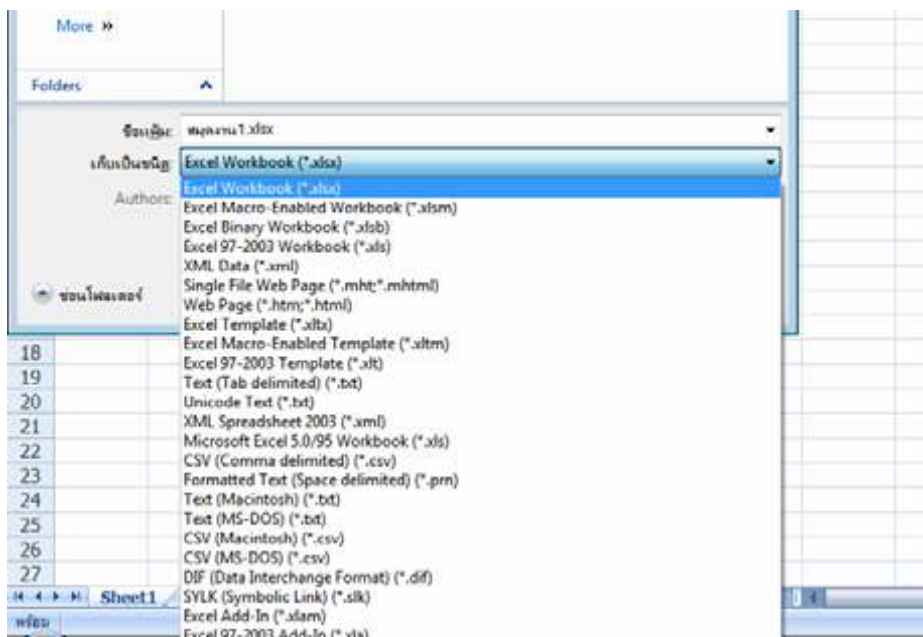 More »
Folders
ชื่อแฟ้ม: สมุดงาน1.xlsx
เก็บเป็นชนิด: Excel Workbook (*.xlsx)
Authors:
Excel Workbook (*.xlsx)
Excel Macro-Enabled Workbook (*.xlsm)
Excel Binary Workbook (*.xlsb)
Excel 97-2003 Workbook (*.xls)
XML Data (*.xml)
Single File Web Page (*.mht;*.mhtml)
ซ่อนโฟลเดอร์
Web Page (*.htm;*.html)
Excel Template (*.xltx)
Excel Macro-Enabled Template (*.xltm)
Excel 97-2003 Template (*.xlt)
Text (Tab delimited) (*.txt)
Unicode Text (*.txt)
XML Spreadsheet 2003 (*.xml)
Microsoft Excel 5.0/95 Workbook (*.xls)
CSV (Comma delimited) (*.csv)
Formatted Text (Space delimited) (*.prn)
Text (Macintosh) (*.txt)
Text (MS-DOS) (*.txt)
CSV (Macintosh) (*.csv)
CSV (MS-DOS) (*.csv)
DIF (Data Interchange Format) (*.dif)
SYLK (Symbolic Link) (*.slk)
Excel Add-In (*.xlam)
Excel 97-2003 Add-In (*.xla)
18
19
20
21
22
23
24
25
26
27
Sheet1
พร้อม